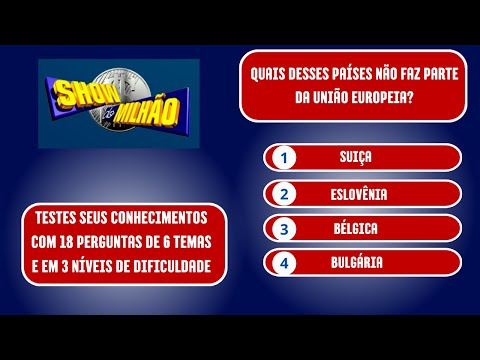 SHOW
do
MILHÃO
QUAIS DESSES PAÍSES NÃO FAZ PARTE
DA UNIÃO EUROPEIA?
1 SUIÇA
2 ESLOVÊNIA
3 BÉLGICA
4 BULGÁRIA
TESTES SEUS CONHECIMENTOS
COM 18 PERGUNTAS DE 6 TEMAS
E EM 3 NÍVEIS DE DIFICULDADE